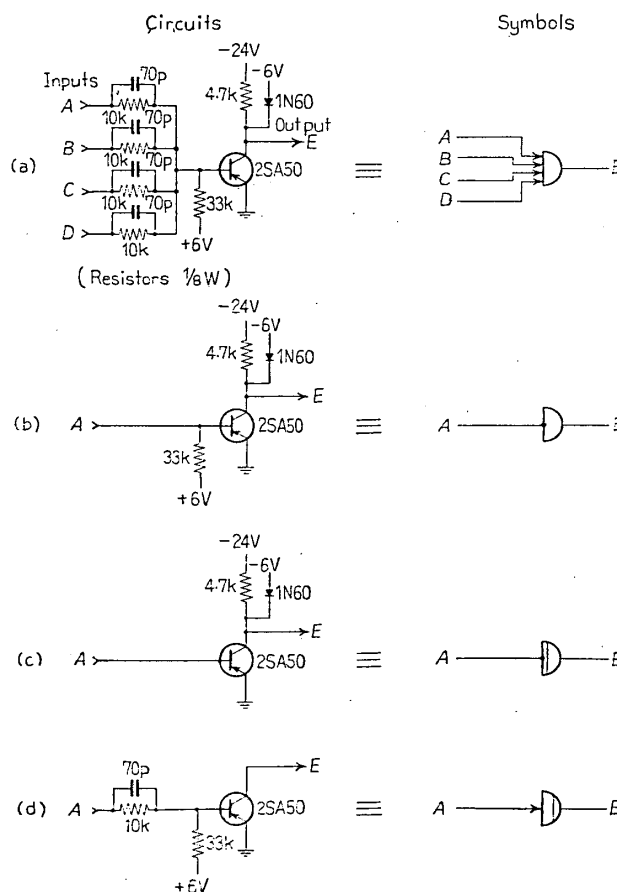 Circuits
Symbols
Inputs
70p
A
10k
70p
B
10k
70p
C
10k
70p
D
10k
(a)
-24V
-6V
4.7k
1N60
Output
E
2SA50
33k
+6V
≡
A
B
C
D
(Resistors 1/8W)
-24V
-6V
4.7k
1N60
E
(b)
A
2SA50
33k
+6V
≡
A
-24V
-6V
4.7k
1N60
E
(c)
A
2SA50
≡
A
E
(d)
70p
A
10k
2SA50
33k
+6V
≡
A